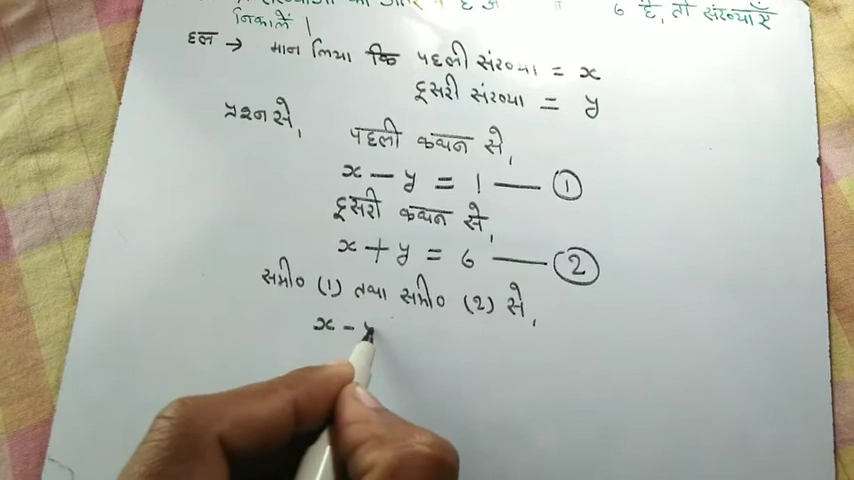 6 है, तो संख्याएँ
निकालें ।
हल → मान लिया कि पहली संख्या = x
दूसरी संख्या = y
प्रश्न से,
पहली कथन से,
x - y = 1 — ①
दूसरी कथन से,
x + y = 6 — ②
समी० (1) तथा समी० (2) से,
x - y